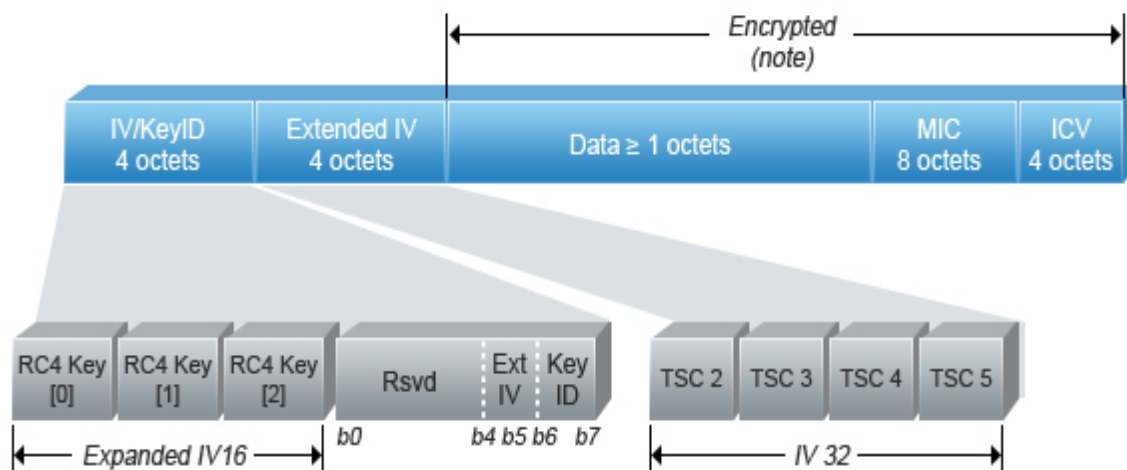 Encrypted
(note)
IV/KeyID
4 octets
Extended IV
4 octets
Data ≥ 1 octets
MIC
8 octets
ICV
4 octets
RC4 Key
[0]
RC4 Key
[1]
RC4 Key
[2]
Rsvd
Ext
IV
Key
ID
TSC 2
TSC 3
TSC 4
TSC 5
b0
b4 b5
b6
b7
Expanded IV16
IV 32